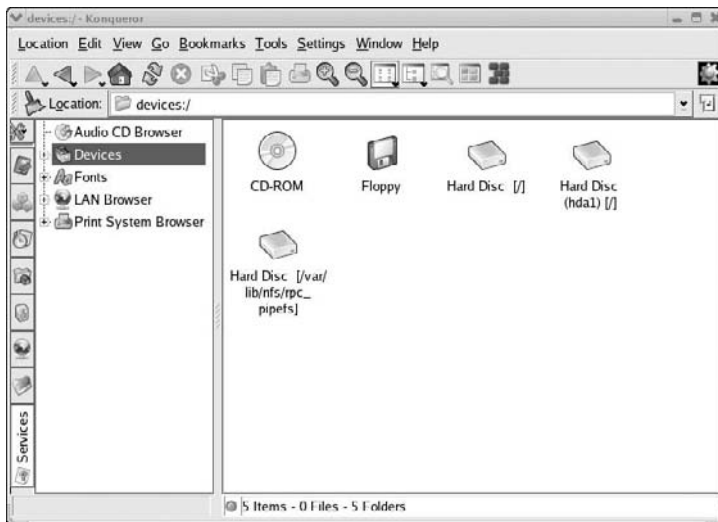 devices:/ - Konqueror
Location Edit View Go Bookmarks Tools Settings Window Help
Location: devices:/
Audio CD Browser
Devices
Fonts
LAN Browser
Print System Browser
Services
CD-ROM
Floppy
Hard Disc [/]
Hard Disc
(hda1) [/]
Hard Disc [/var/
lib/nfs/rpc_
pipefs]
5 Items - 0 Files - 5 Folders